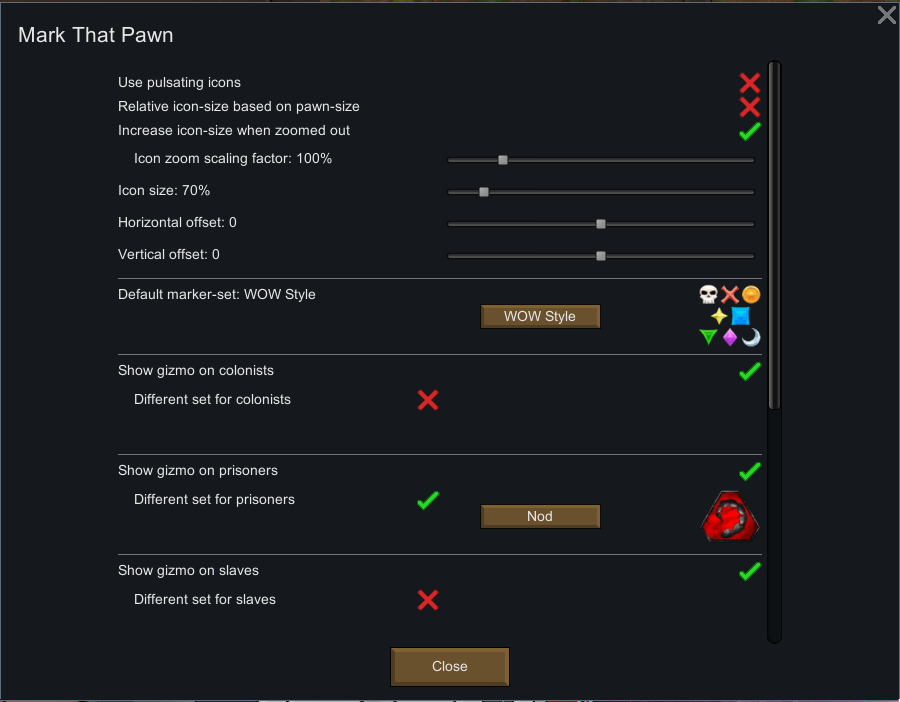 Mark That Pawn
Use pulsating icons
Relative icon-size based on pawn-size
Increase icon-size when zoomed out
Icon zoom scaling factor: 100%
Icon size: 70%
Horizontal offset: 0
Vertical offset: 0
Default marker-set: WOW Style
WOW Style
Show gizmo on colonists
Different set for colonists
Show gizmo on prisoners
Different set for prisoners
Nod
Show gizmo on slaves
Different set for slaves
Close